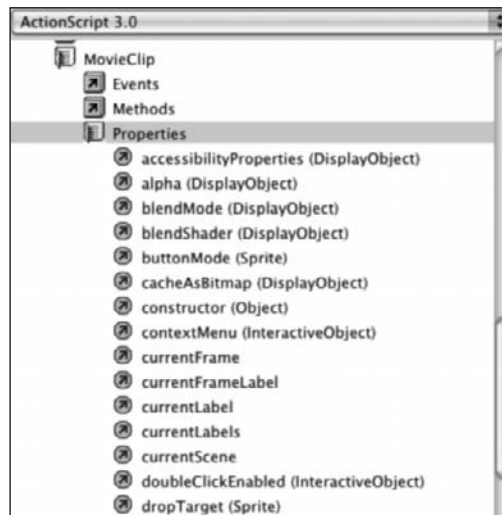 ActionScript 3.0
MovieClip
Events
Methods
Properties
accessibilityProperties (DisplayObject)
alpha (DisplayObject)
blendMode (DisplayObject)
blendShader (DisplayObject)
buttonMode (Sprite)
cacheAsBitmap (DisplayObject)
constructor (Object)
contextMenu (InteractiveObject)
currentFrame
currentFrameLabel
currentLabel
currentLabels
currentScene
doubleClickEnabled (InteractiveObject)
dropTarget (Sprite)